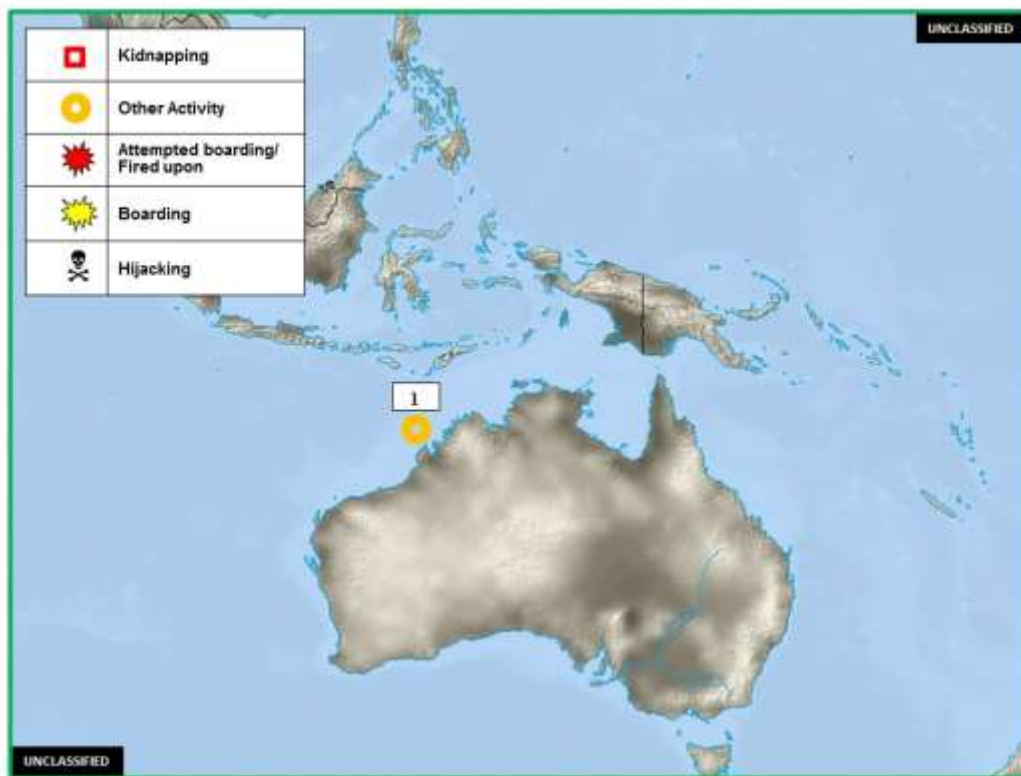 UNCLASSIFIED
Kidnapping
Other Activity
Attempted boarding/
Fired upon
Boarding
Hijacking
1
UNCLASSIFIED